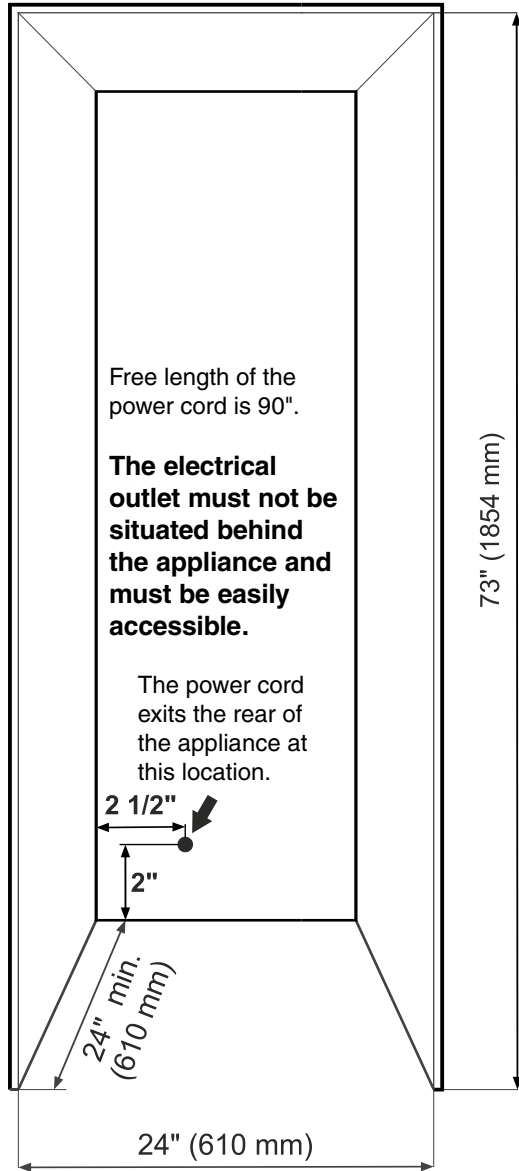 Free length of the
power cord is 90".
The electrical
outlet must not be
situated behind
the appliance and
must be easily
accessible.
The power cord
exits the rear of
the appliance at
this location.
2 1/2"
2"
24" min.
(610 mm)
24" (610 mm)
73" (1854 mm)